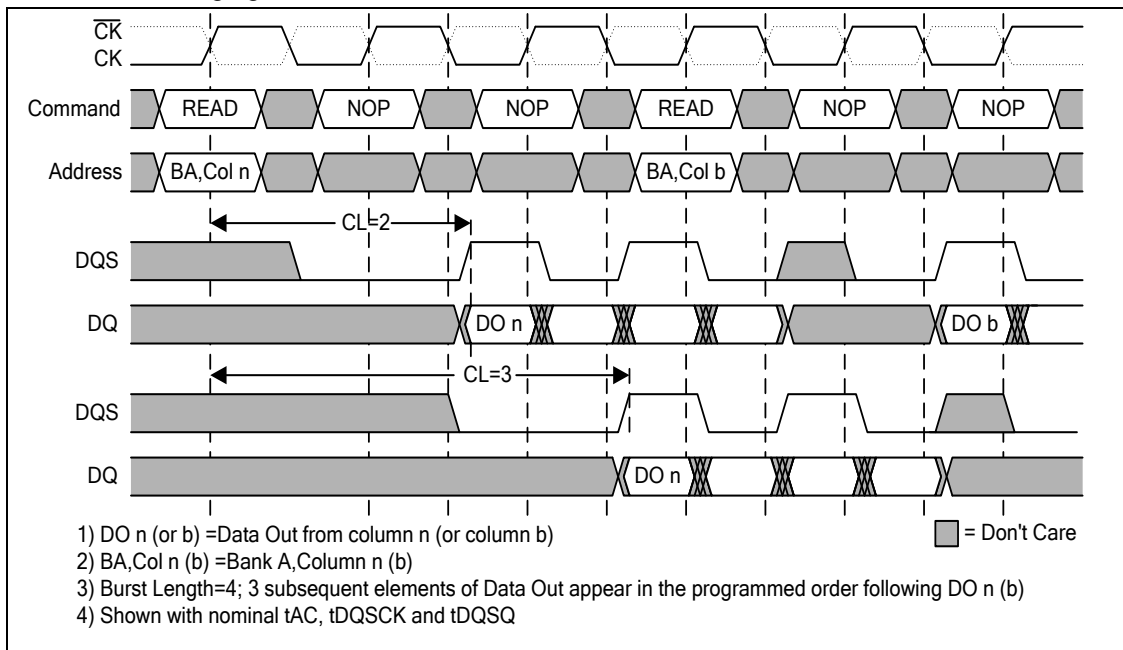 CK
CK
Command READ NOP NOP READ NOP NOP
Address BA,Col n BA,Col b
CL=2
DQS
DQ DO n DO b
CL=3
DQS
DQ DO n
1) DO n (or b) =Data Out from column n (or column b)
= Don't Care
2) BA,Col n (b) =Bank A,Column n (b)
3) Burst Length=4; 3 subsequent elements of Data Out appear in the programmed order following DO n (b)
4) Shown with nominal tAC, tDQSCK and tDQSQ